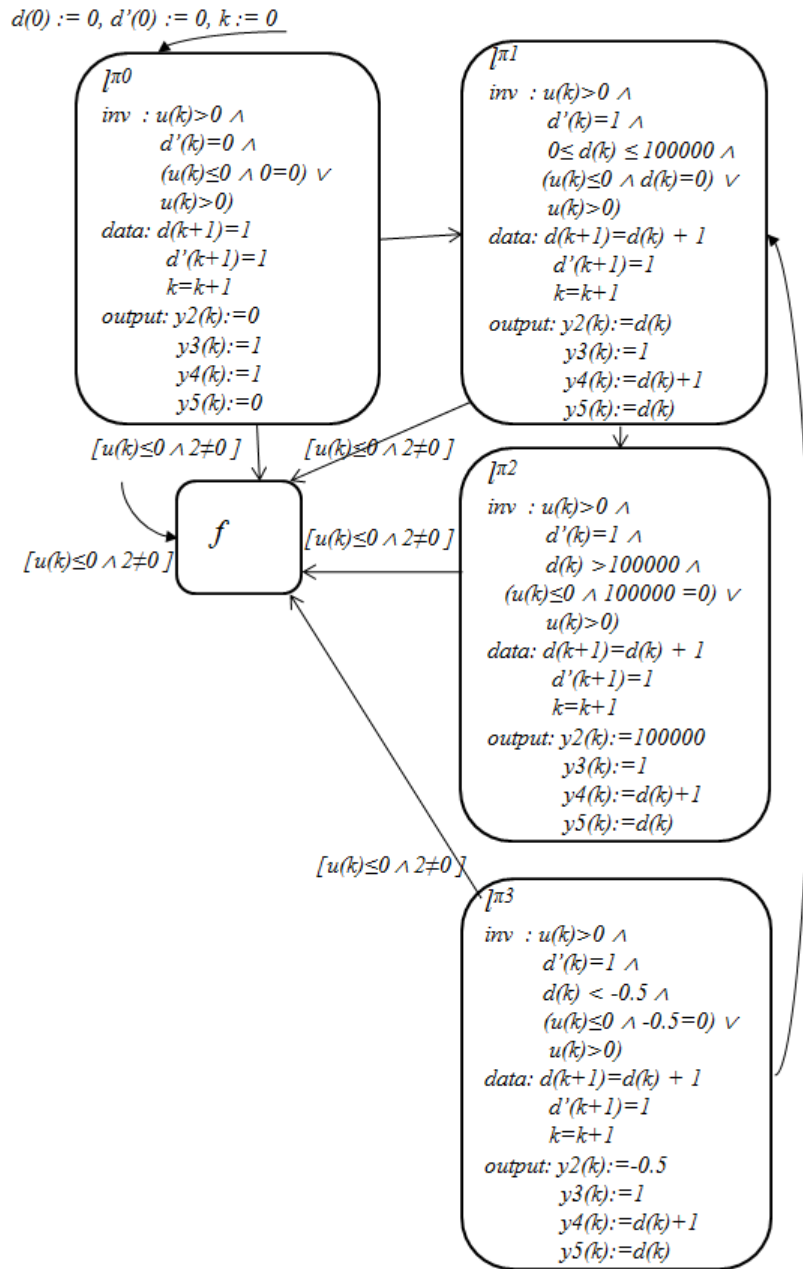 d(0) := 0, d’(0) := 0, k := 0
lπ0
inv : u(k)>0 ∧
d’(k)=0 ∧
(u(k)≤0 ∧ 0=0) ∨
u(k)>0)
data: d(k+1)=1
d’(k+1)=1
k=k+1
output: y2(k):=0
y3(k):=1
y4(k):=1
y5(k):=0
lπ1
inv : u(k)>0 ∧
d’(k)=1 ∧
0≤ d(k) ≤100000 ∧
(u(k)≤0 ∧ d(k)=0) ∨
u(k)>0)
data: d(k+1)=d(k) + 1
d’(k+1)=1
k=k+1
output: y2(k):=d(k)
y3(k):=1
y4(k):=d(k)+1
y5(k):=d(k)
[u(k)≤0 ∧ 2≠0 ]
[u(k)≤0 ∧ 2≠0 ]
f
[u(k)≤0 ∧ 2≠0 ]
[u(k)≤0 ∧ 2≠0 ]
lπ2
inv : u(k)>0 ∧
d’(k)=1 ∧
d(k) >100000 ∧
(u(k)≤0 ∧ 100000 =0) ∨
u(k)>0)
data: d(k+1)=d(k) + 1
d’(k+1)=1
k=k+1
output: y2(k):=100000
y3(k):=1
y4(k):=d(k)+1
y5(k):=d(k)
[u(k)≤0 ∧ 2≠0 ]
lπ3
inv : u(k)>0 ∧
d’(k)=1 ∧
d(k) < -0.5 ∧
(u(k)≤0 ∧ -0.5=0) ∨
u(k)>0)
data: d(k+1)=d(k) + 1
d’(k+1)=1
k=k+1
output: y2(k):=-0.5
y3(k):=1
y4(k):=d(k)+1
y5(k):=d(k)